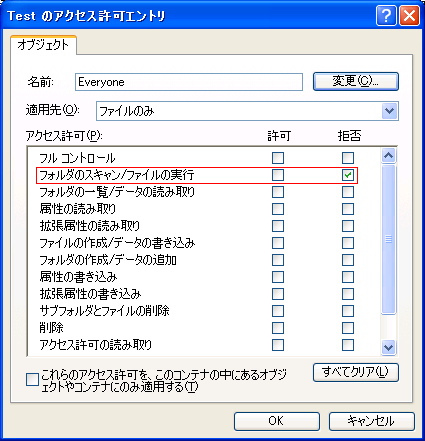 Test のアクセス許可エントリ
オブジェクト
名前: Everyone 変更(C)...
適用先(O): ファイルのみ
アクセス許可(P): 許可 拒否
フル コントロール
フォルダのスキャン/ファイルの実行
フォルダの一覧/データの読み取り
属性の読み取り
拡張属性の読み取り
ファイルの作成/データの書き込み
フォルダの作成/データの追加
属性の書き込み
拡張属性の書き込み
サブフォルダとファイルの削除
削除
アクセス許可の読み取り
これらのアクセス許可を、このコンテナの中にあるオブジ
ェクトやコンテナにのみ適用する(T)
すべてクリア(L)
OK キャンセル